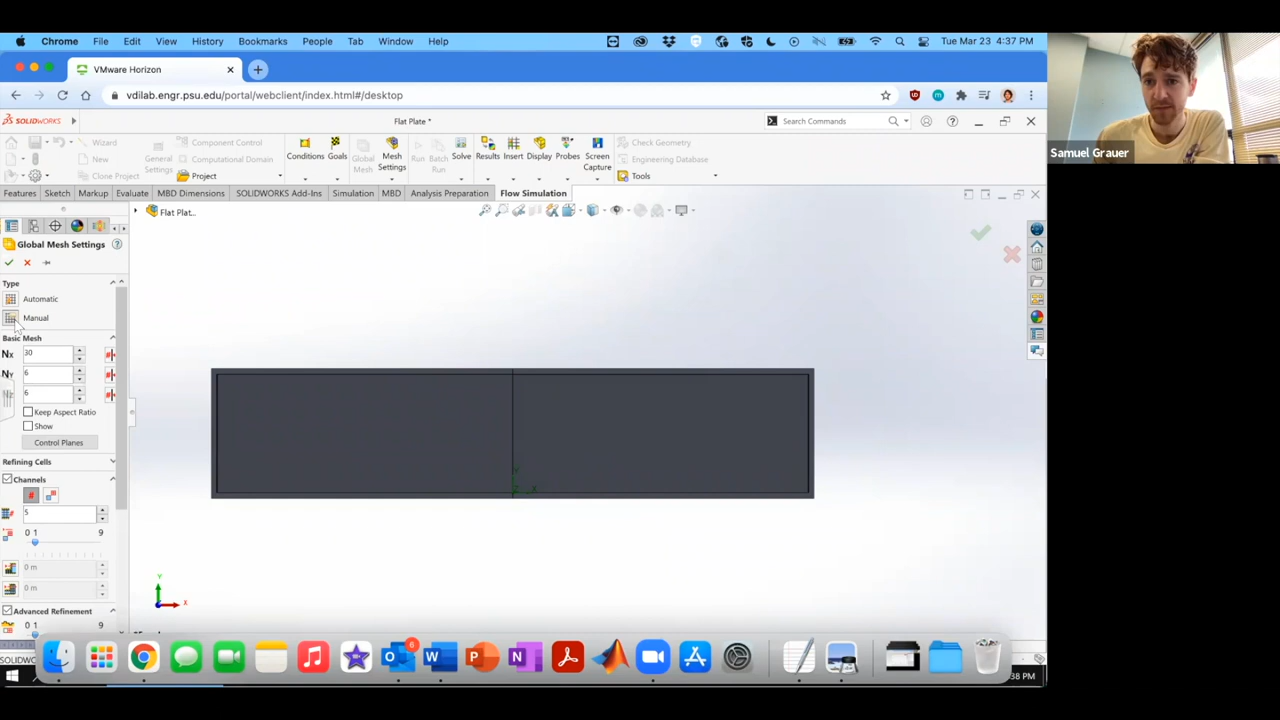 Chrome File Edit View History Bookmarks People Tab Window Help Tue Mar 23 4:37 PM
VMware Horizon
vdilab.engr.psu.edu/portal/webclient/index.html#/desktop
SOLIDWORKS Flat Plate * Search Commands
Wizard
New
Clone Project
General Settings
Component Control
Computational Domain
Project
Conditions Goals Global Mesh Mesh Settings Run Batch Run Solve Results Insert Display Probes Screen Capture
Check Geometry
Engineering Database
Tools
Features Sketch Markup Evaluate MBD Dimensions SOLIDWORKS Add-Ins Simulation MBD Analysis Preparation Flow Simulation
Flat Plat...
Global Mesh Settings
Type
Automatic
Manual
Basic Mesh
Nx 30
Ny 6
6
Keep Aspect Ratio
Show
Control Planes
Refining Cells
Channels
5
0 1 9
0 m
0 m
Advanced Refinement
0 1 9
Y
Z X
Y
X
6
SOLIDWO
:38 PM
Samuel Grauer